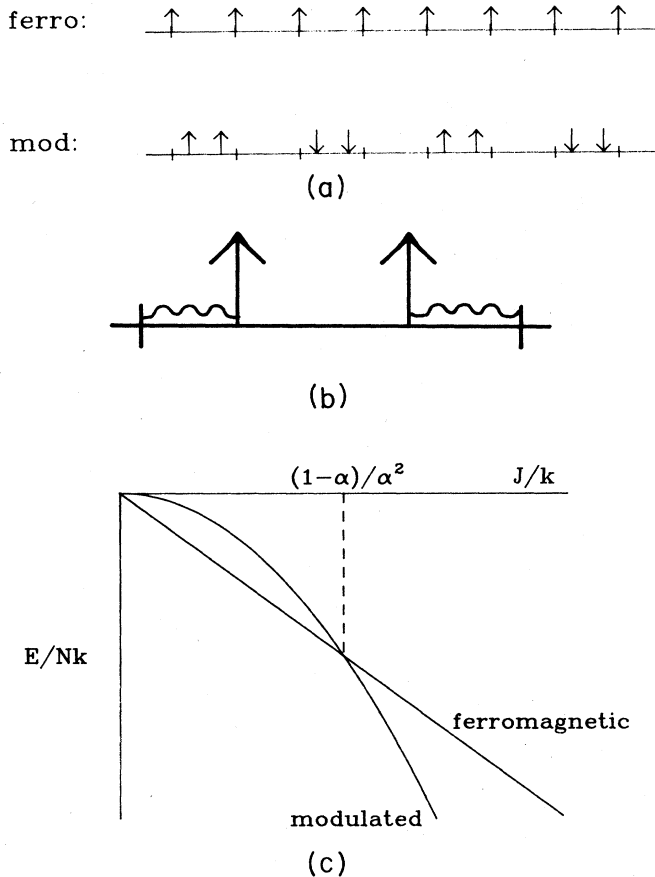 ferro:
mod:
(a)
(b)
(1−α)/α²
J/k
E/Nk
ferromagnetic
modulated
(c)